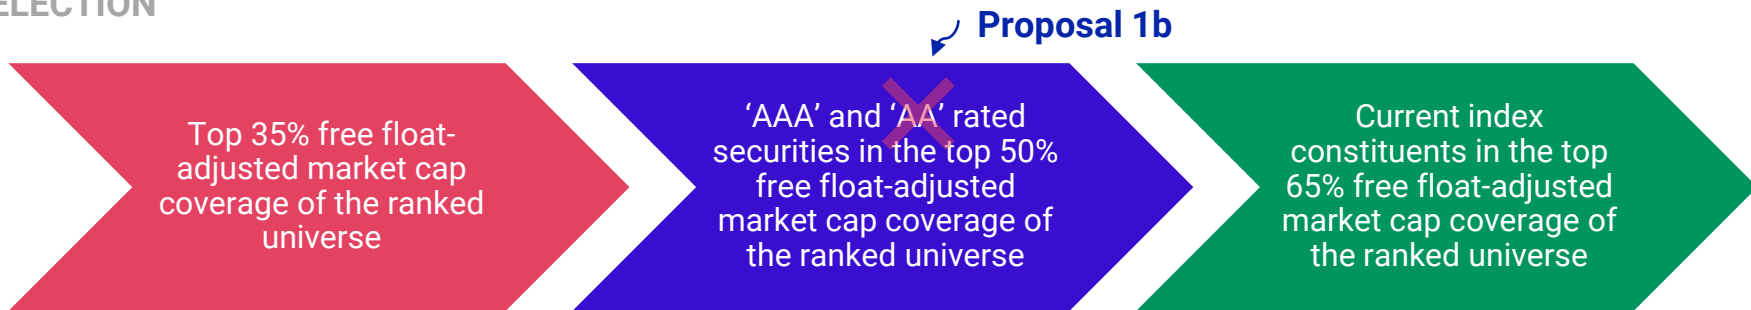 ELECTION
Proposal 1b
Top 35% free float-
adjusted market cap
coverage of the ranked
universe
‘AAA’ and ‘AA’ rated
securities in the top 50%
free float-adjusted
market cap coverage of
the ranked universe
Current index
constituents in the top
65% free float-adjusted
market cap coverage of
the ranked universe